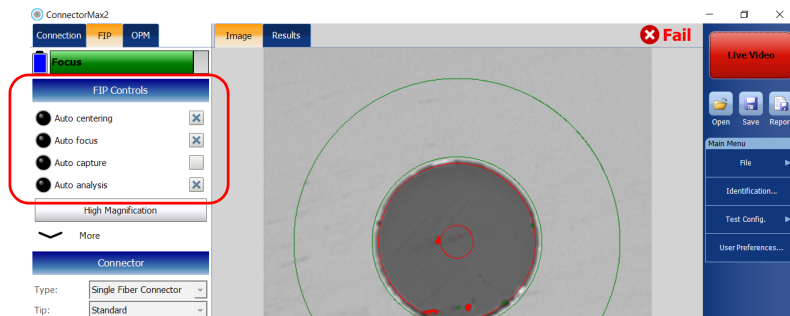 ConnectorMax2
Connection FIP OPM Image Results Fail
Focus
Live Video
FIP Controls
Auto centering
Auto focus
Auto capture
Auto analysis
High Magnification
More
Connector
Type: Single Fiber Connector
Tip: Standard
Open Save Repor
Main Menu
File
Identification...
Test Config.
User Preferences...